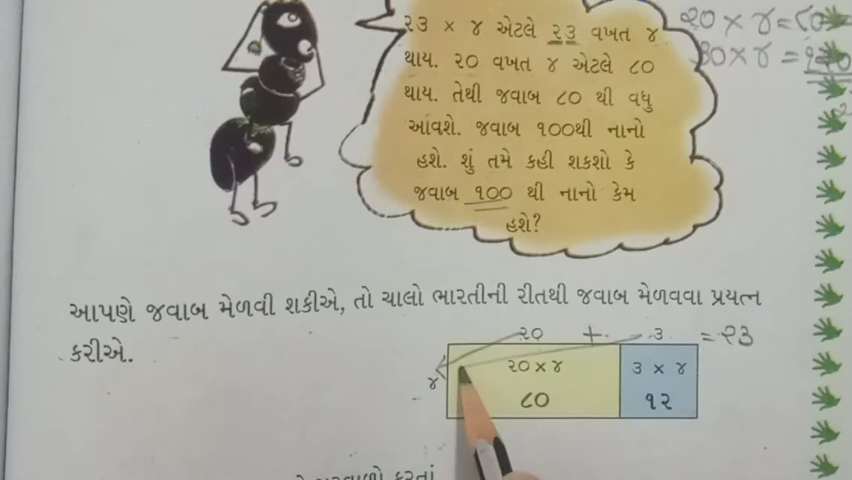 ૨૩ × ૪ એટલે ૨૩ વખત ૪
થાય. ૨૦ વખત ૪ એટલે ૮૦
થાય. તેથી જવાબ ૮૦ થી વધુ
આવશે. જવાબ ૧૦૦થી નાનો
હશે. શું તમે કહી શકશો કે
જવાબ ૧૦૦ થી નાનો કેમ
હશે?
૨૦ × ૪ = ૮૦
૩૦ × ૪ =
આપણે જવાબ મેળવી શકીએ, તો ચાલો ભારતીની રીતથી જવાબ મેળવવા પ્રયત્ન
કરીએ.
૨૦ + ૩ = ૨૩
૪ ૨૦ × ૪ ૩ × ૪
૮૦ ૧૨